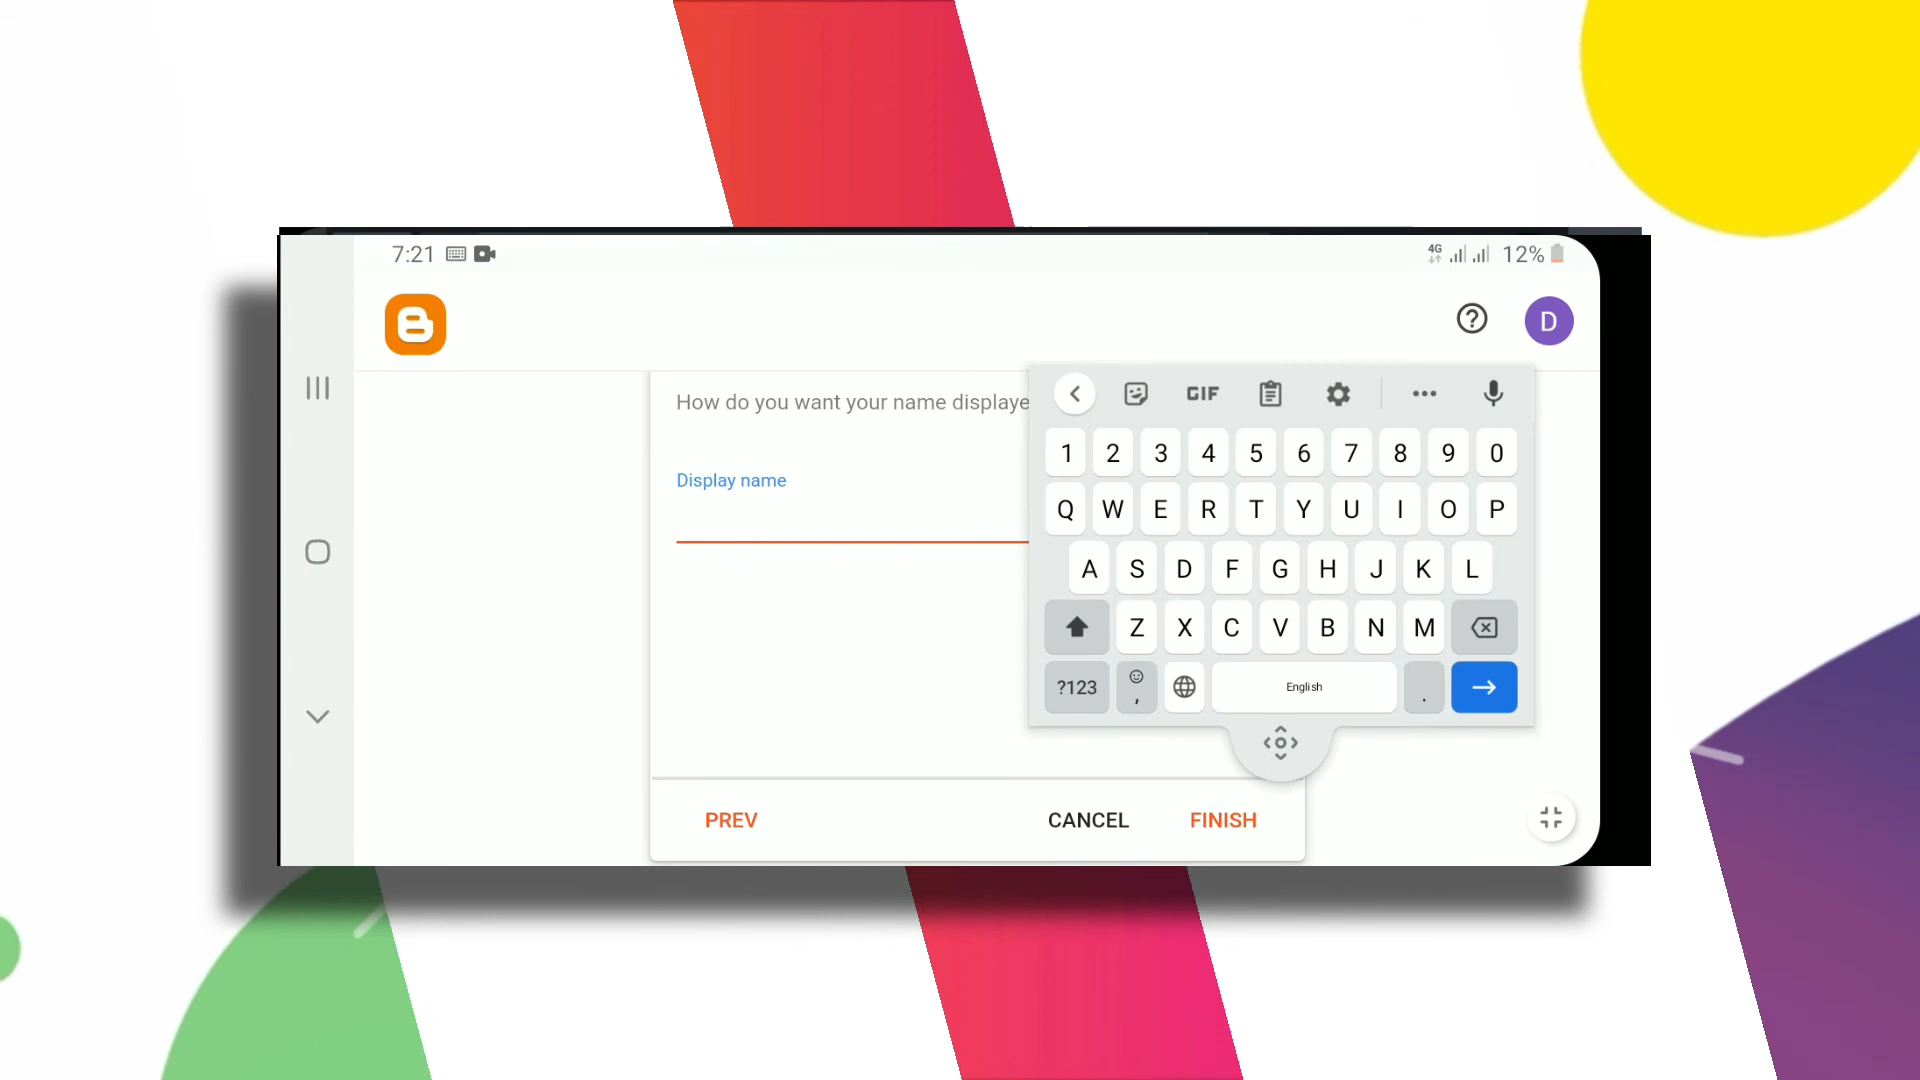 7:21
4G 12%
D
How do you want your name displaye
Display name
GIF
1 2 3 4 5 6 7 8 9 0
Q W E R T Y U I O P
A S D F G H J K L
Z X C V B N M
?123 , English .
PREV CANCEL FINISH